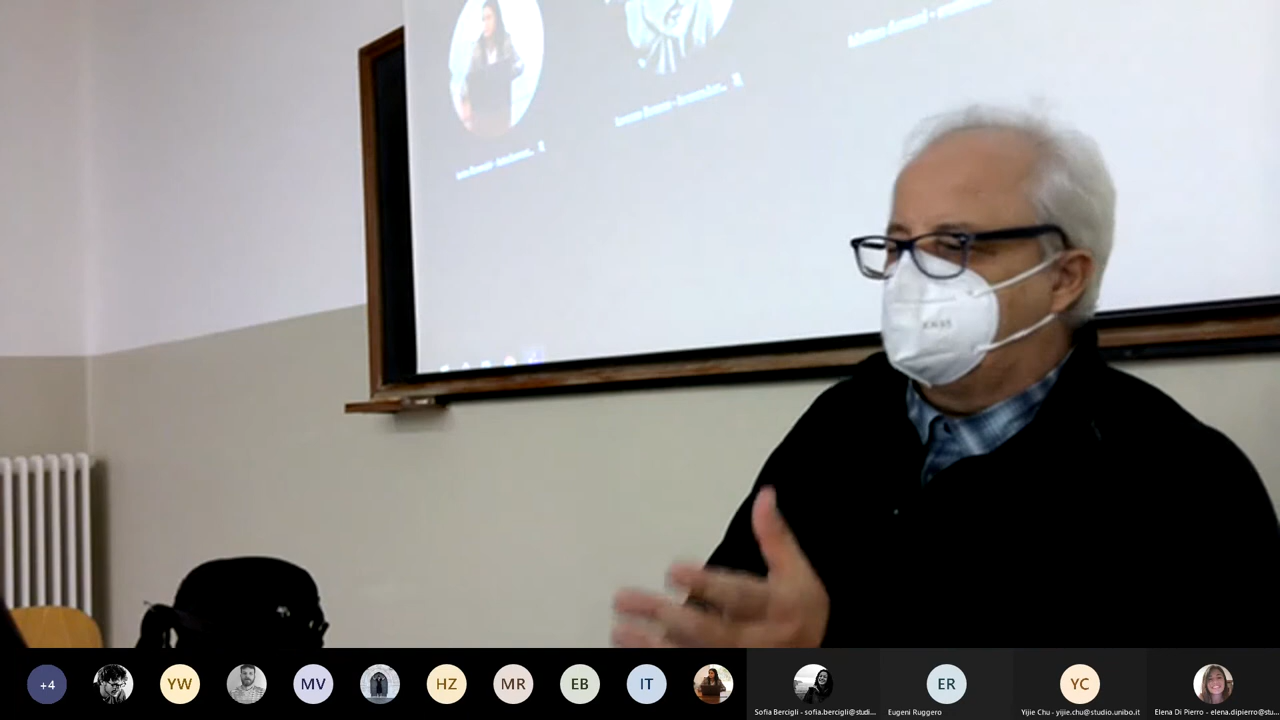 KN95
+4
YW
MV
HZ
MR
EB
IT
ER
YC
Sofia Bercigli - sofia.bercigli@studi...
Eugeni Ruggero
Yijie Chu - yijie.chu@studio.unibo.it
Elena Di Pierro - elena.dipierro@stu...